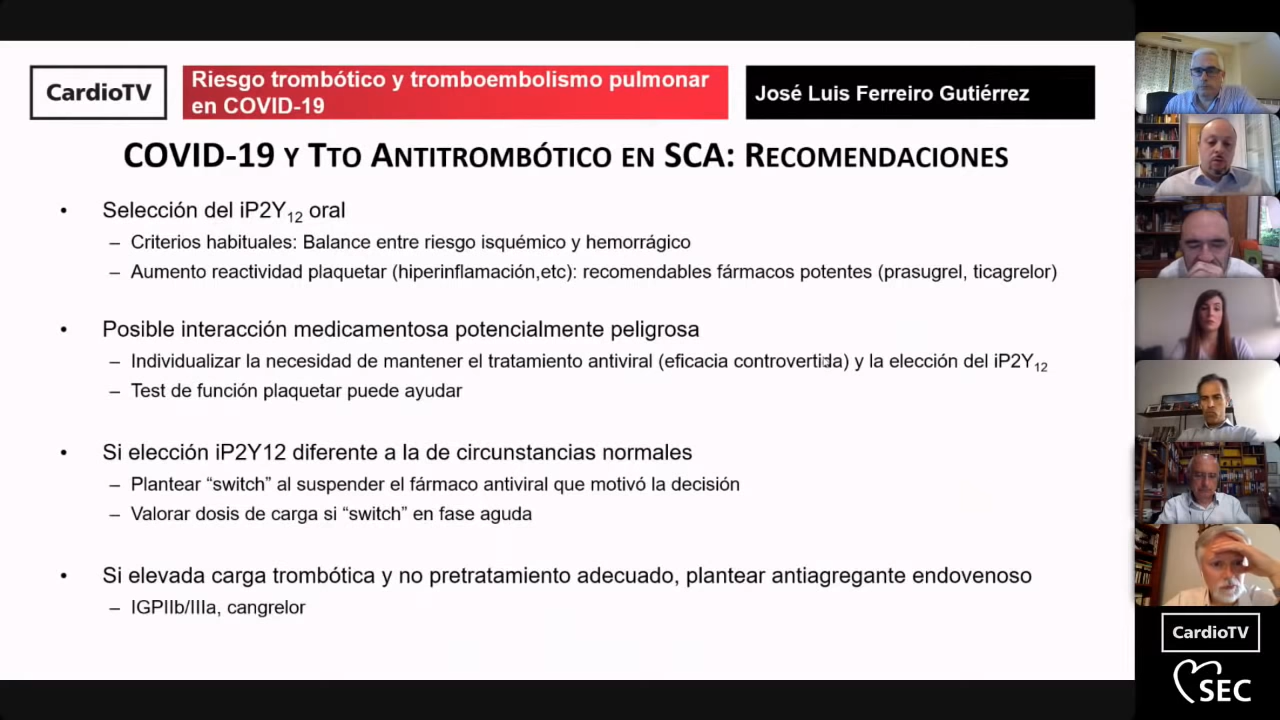 CardioTV
Riesgo trombótico y tromboembolismo pulmonar
en COVID-19
José Luis Ferreiro Gutiérrez
COVID-19 Y TTO ANTITROMBÓTICO EN SCA: RECOMENDACIONES
• Selección del iP2Y12 oral
– Criterios habituales: Balance entre riesgo isquémico y hemorrágico
– Aumento reactividad plaquetar (hiperinflamación,etc): recomendables fármacos potentes (prasugrel, ticagrelor)
• Posible interacción medicamentosa potencialmente peligrosa
– Individualizar la necesidad de mantener el tratamiento antiviral (eficacia controvertida) y la elección del iP2Y12
– Test de función plaquetar puede ayudar
• Si elección iP2Y12 diferente a la de circunstancias normales
– Plantear “switch” al suspender el fármaco antiviral que motivó la decisión
– Valorar dosis de carga si “switch” en fase aguda
• Si elevada carga trombótica y no pretratamiento adecuado, plantear antiagregante endovenoso
– IGPIIb/IIIa, cangrelor
CardioTV
SEC